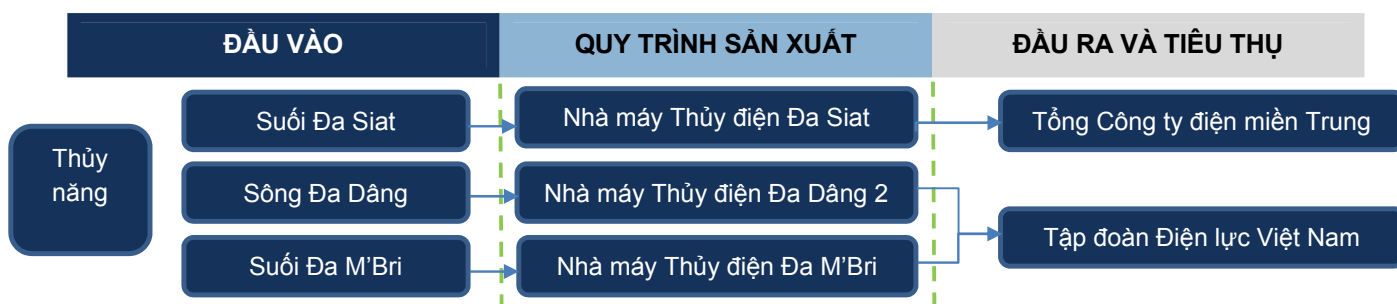 ĐẦU VÀO
QUY TRÌNH SẢN XUẤT
ĐẦU RA VÀ TIÊU THỤ
Thủy
năng
Suối Đa Siat
Nhà máy Thủy điện Đa Siat
Tổng Công ty điện miền Trung
Sông Đa Dâng
Nhà máy Thủy điện Đa Dâng 2
Suối Đa M’Bri
Nhà máy Thủy điện Đa M’Bri
Tập đoàn Điện lực Việt Nam